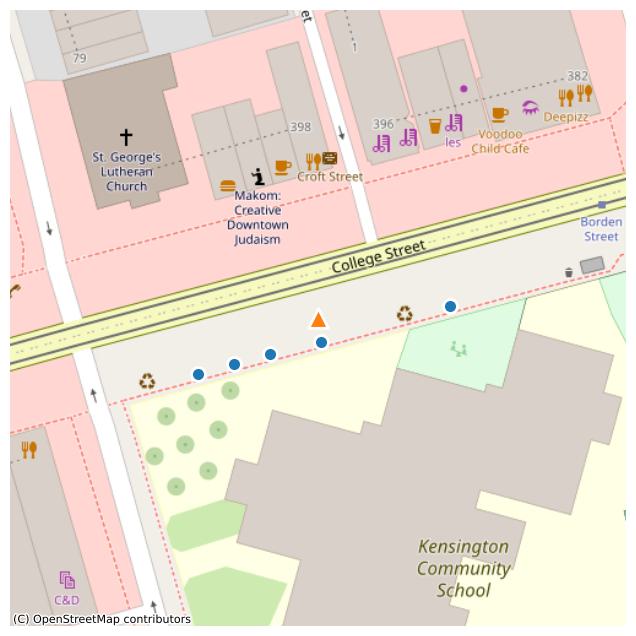 et
79
1
382
396
398
St. George's
Lutheran
Church
Deepizz
les
Voodoo
Child Cafe
Croft Street
Makom:
Creative
Downtown
Judaism
College Street
Borden
Street
Kensington
Community
School
C&D
(C) OpenStreetMap contributors